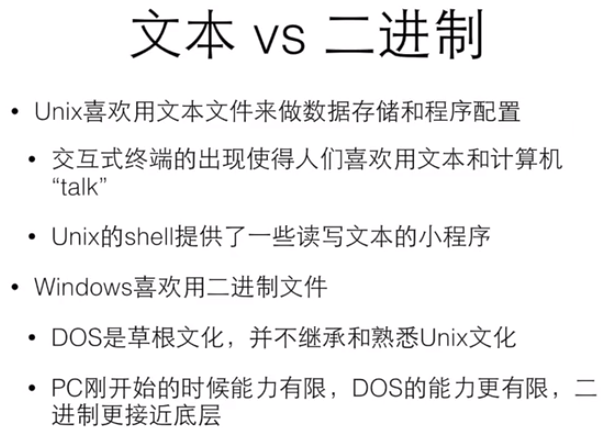 文本 vs 二进制
• Unix喜欢用文本文件来做数据存储和程序配置
• 交互式终端的出现使得人们喜欢用文本和计算机
“talk”
• Unix的shell提供了一些读写文本的小程序
• Windows喜欢用二进制文件
• DOS是草根文化，并不继承和熟悉Unix文化
• PC刚开始的时候能力有限，DOS的能力更有限，二
进制更接近底层